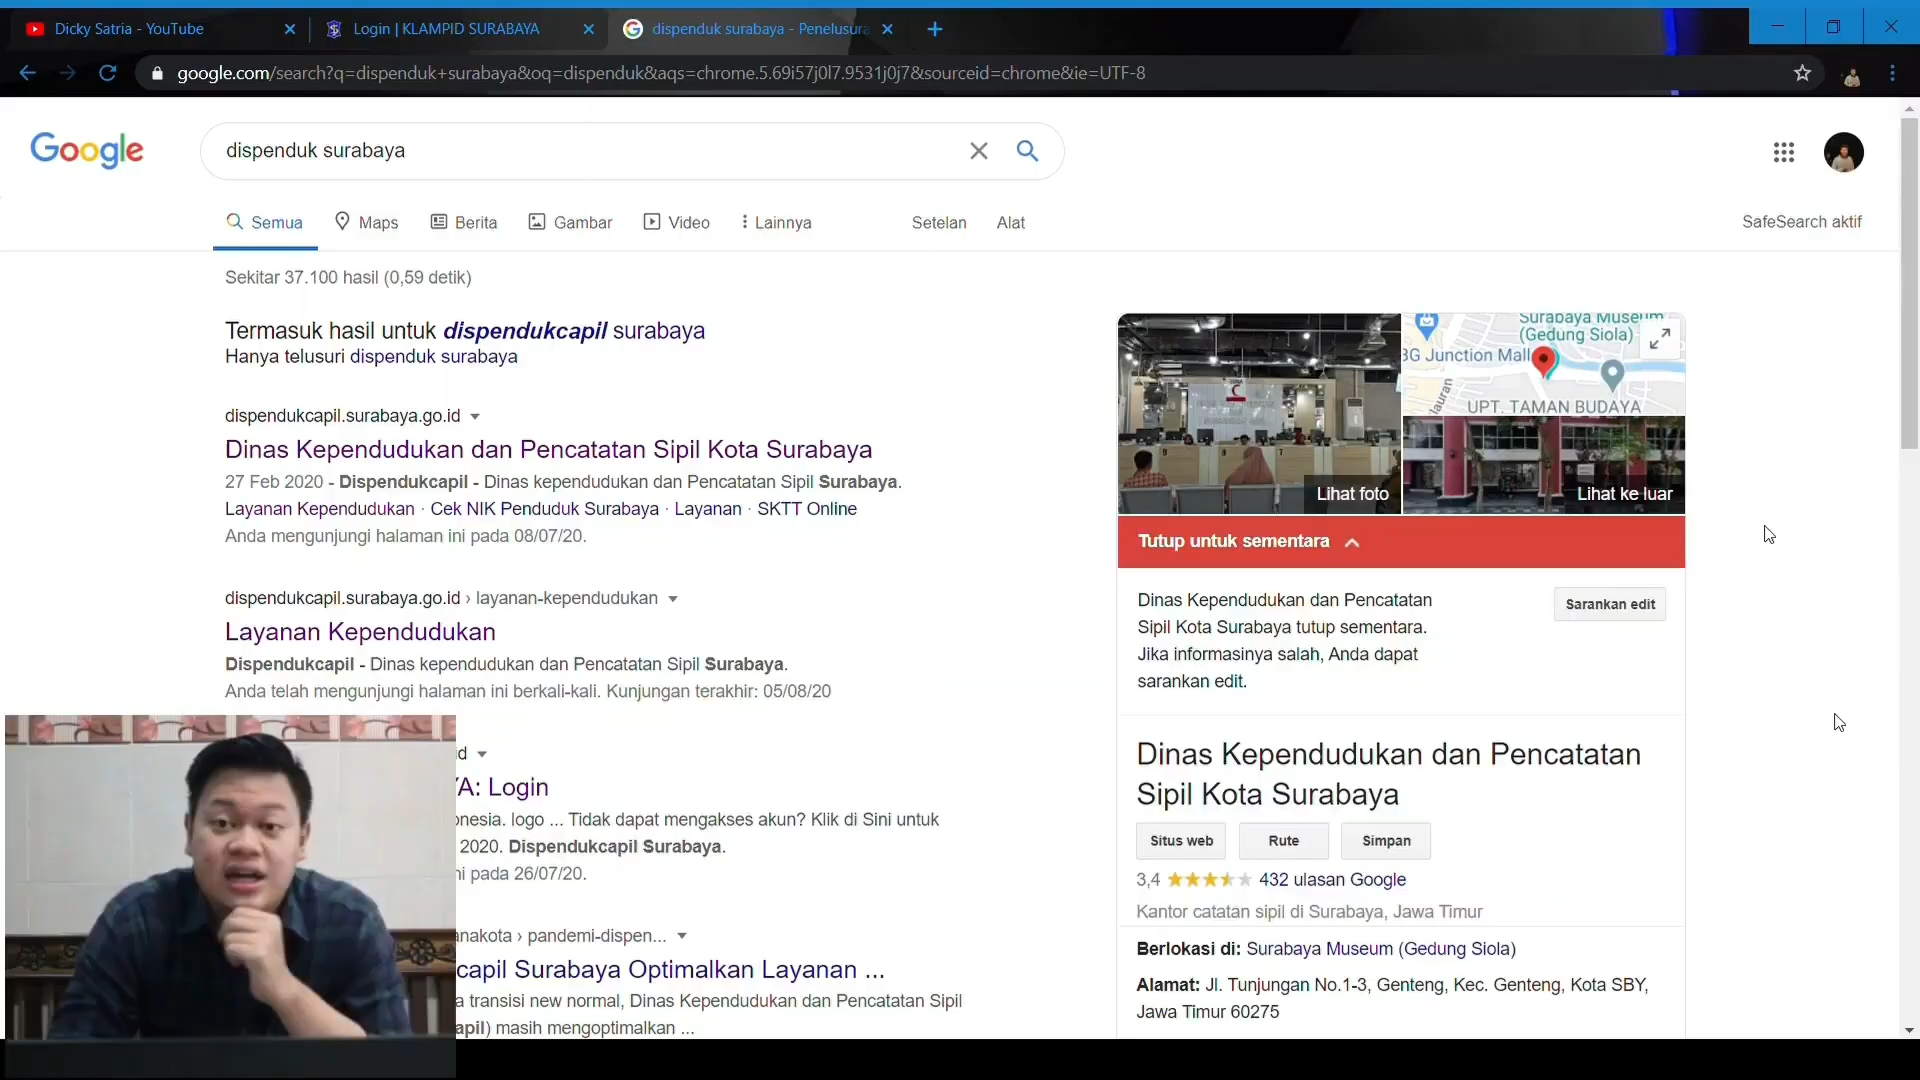 Dicky Satria - YouTube
Login | KLAMPID SURABAYA
dispenduk surabaya - Penelusura
google.com/search?q=dispenduk+surabaya&oq=dispenduk&aqs=chrome.5.69i57j0l7.9531j0j7&sourceid=chrome&ie=UTF-8
Google
dispenduk surabaya
Semua
Maps
Berita
Gambar
Video
Lainnya
Setelan
Alat
SafeSearch aktif
Sekitar 37.100 hasil (0,59 detik)
Termasuk hasil untuk dispendukcapil surabaya
Hanya telusuri dispenduk surabaya
dispendukcapil.surabaya.go.id
Dinas Kependudukan dan Pencatatan Sipil Kota Surabaya
27 Feb 2020 - Dispendukcapil - Dinas kependudukan dan Pencatatan Sipil Surabaya.
Layanan Kependudukan · Cek NIK Penduduk Surabaya · Layanan · SKTT Online
Anda mengunjungi halaman ini pada 08/07/20.
dispendukcapil.surabaya.go.id › layanan-kependudukan
Layanan Kependudukan
Dispendukcapil - Dinas kependudukan dan Pencatatan Sipil Surabaya.
Anda telah mengunjungi halaman ini berkali-kali. Kunjungan terakhir: 05/08/20
id
YA: Login
onesia. logo ... Tidak dapat mengakses akun? Klik di Sini untuk
2020. Dispendukcapil Surabaya.
ni pada 26/07/20.
anakota › pandemi-dispen...
capil Surabaya Optimalkan Layanan ...
a transisi new normal, Dinas Kependudukan dan Pencatatan Sipil
apil) masih mengoptimalkan ...
Surabaya Museum
(Gedung Siola)
BG Junction Mall
UPT. TAMAN BUDAYA
Lihat foto
Lihat ke luar
Tutup untuk sementara
Dinas Kependudukan dan Pencatatan
Sipil Kota Surabaya tutup sementara.
Jika informasinya salah, Anda dapat
sarankan edit.
Sarankan edit
Dinas Kependudukan dan Pencatatan
Sipil Kota Surabaya
Situs web
Rute
Simpan
3,4
432 ulasan Google
Kantor catatan sipil di Surabaya, Jawa Timur
Berlokasi di: Surabaya Museum (Gedung Siola)
Alamat: Jl. Tunjungan No.1-3, Genteng, Kec. Genteng, Kota SBY,
Jawa Timur 60275